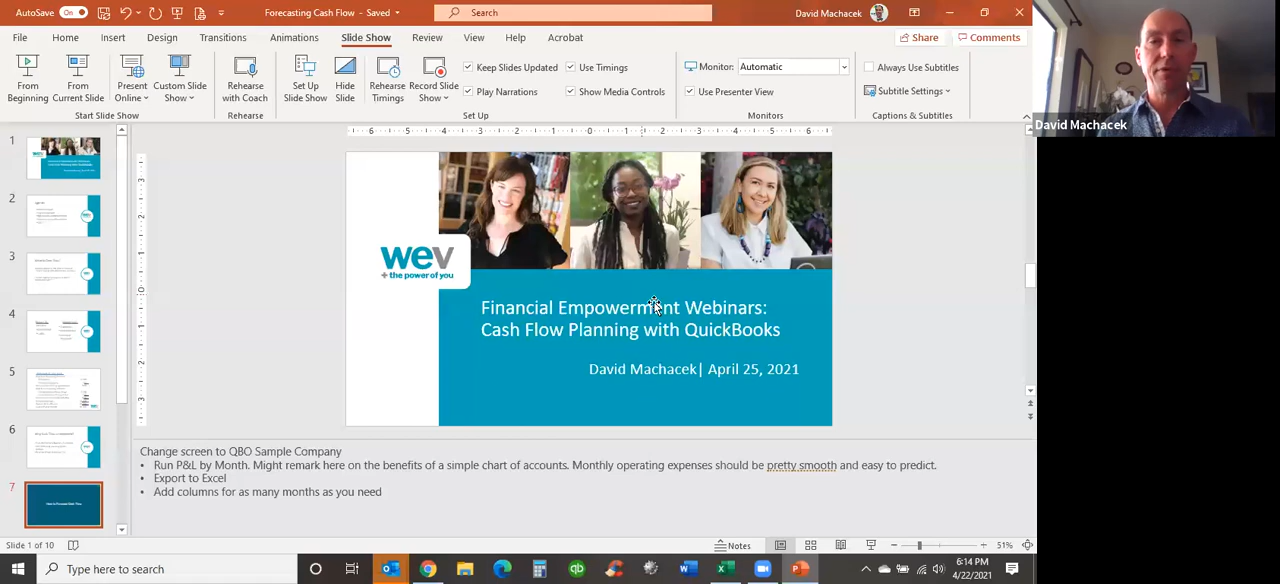 AutoSave On
Forecasting Cash Flow - Saved
Search
David Machacek
File Home Insert Design Transitions Animations Slide Show Review View Help Acrobat
Share Comments
From Beginning
From Current Slide
Present Online
Custom Slide Show
Start Slide Show
Rehearse with Coach
Rehearse
Set Up Slide Show
Hide Slide
Rehearse Timings
Record Slide Show
Keep Slides Updated
Use Timings
Play Narrations
Show Media Controls
Set Up
Monitor: Automatic
Use Presenter View
Monitors
Always Use Subtitles
Subtitle Settings
Captions & Subtitles
David Machacek
1
2
3
4
5
6
7
wev
+the power of you
Financial Empowerment Webinars:
Cash Flow Planning with QuickBooks
David Machacek| April 25, 2021
Change screen to QBO Sample Company
• Run P&L by Month. Might remark here on the benefits of a simple chart of accounts. Monthly operating expenses should be pretty smooth and easy to predict.
• Export to Excel
• Add columns for as many months as you need
Slide 1 of 10
Notes
51%
Type here to search
6:14 PM
4/22/2021